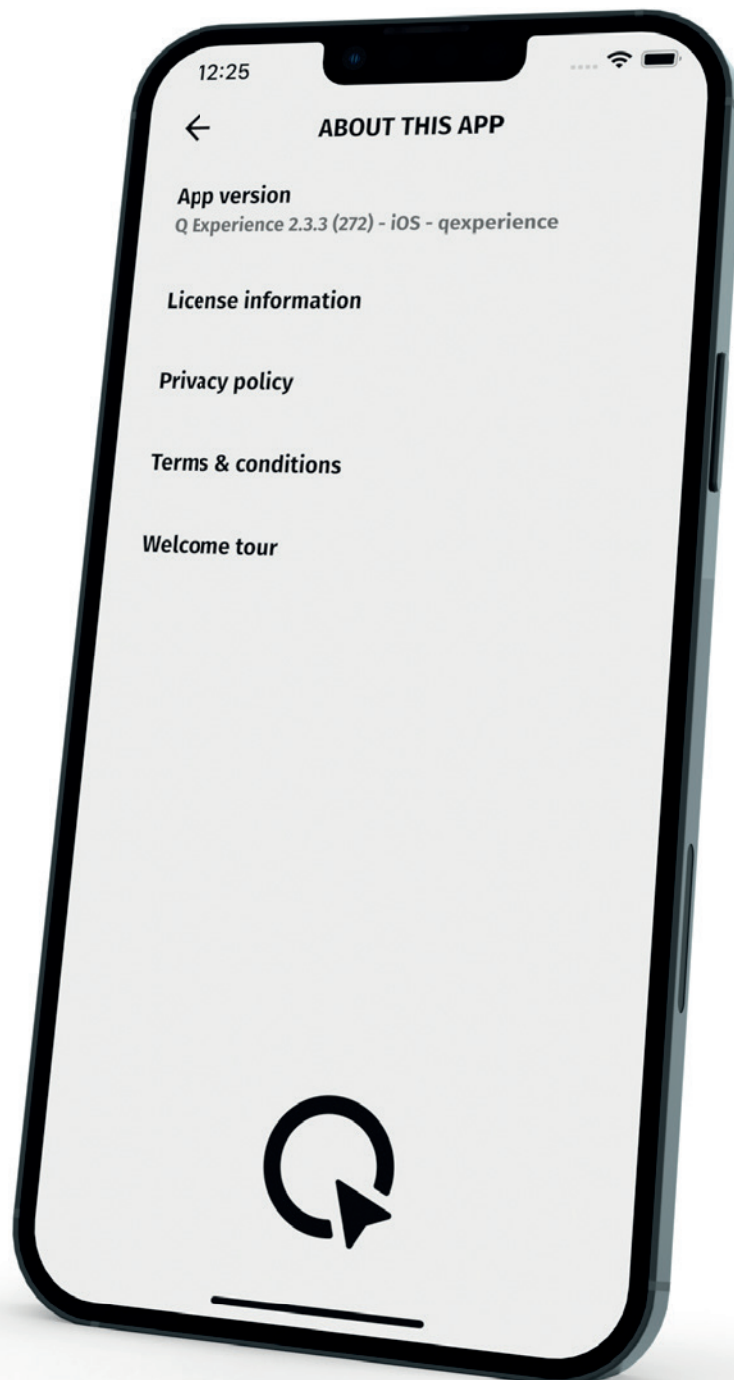 12:25
ABOUT THIS APP
App version
Q Experience 2.3.3 (272) - iOS - qexperience
License information
Privacy policy
Terms & conditions
Welcome tour